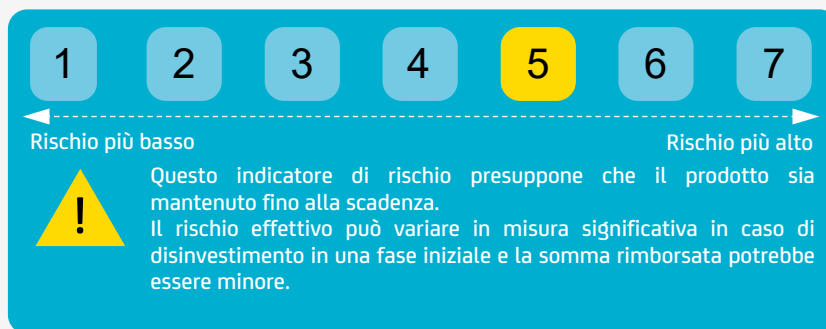 1 2 3 4 5 6 7
Rischio più basso Rischio più alto
!
Questo indicatore di rischio presuppone che il prodotto sia
mantenuto fino alla scadenza.
Il rischio effettivo può variare in misura significativa in caso di
disinvestimento in una fase iniziale e la somma rimborsata potrebbe
essere minore.